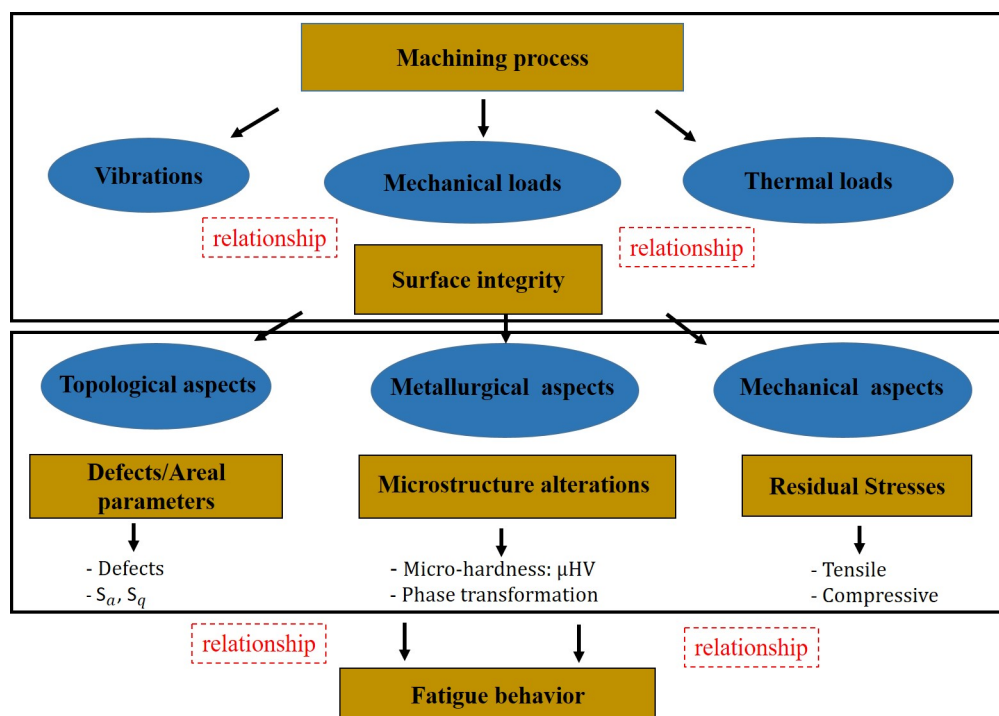 Machining process
Vibrations
Mechanical loads
Thermal loads
relationship
relationship
Surface integrity
Topological aspects
Metallurgical aspects
Mechanical aspects
Defects/Areal
parameters
Microstructure alterations
Residual Stresses
- Defects
- Sₐ, S𝑞
- Micro-hardness: μHV
- Phase transformation
- Tensile
- Compressive
relationship
relationship
Fatigue behavior